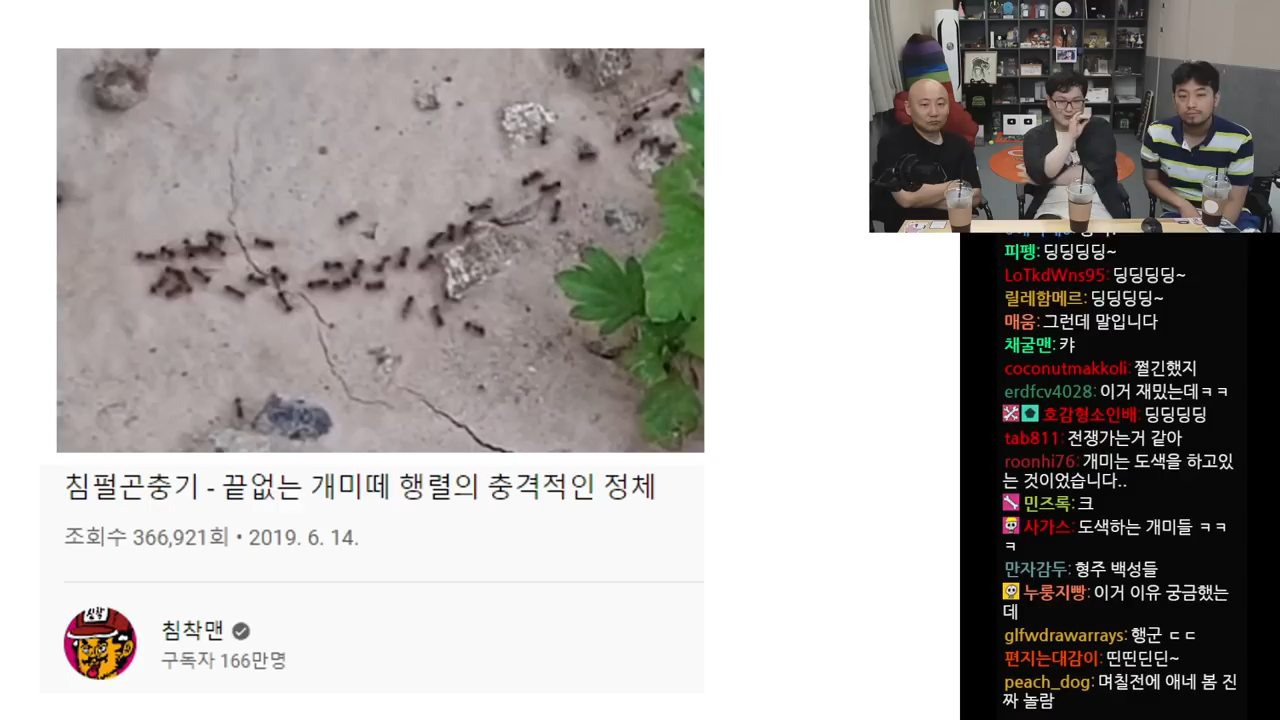 침펄곤충기 - 끝없는 개미떼 행렬의 충격적인 정체
조회수 366,921회 • 2019. 6. 14.
침착맨
구독자 166만명
피펭: 딩딩딩딩~
LoTkdWns95: 딩딩딩딩~
릴레함메르: 딩딩딩딩~
매움: 그런데 말입니다
채굴맨: 캬
coconutmakkoli: 쩔긴했지
erdfcv4028: 이거 재밌는데ㅋㅋ
호감형소인배: 딩딩딩딩
tab811: 전쟁가는거 같아
roonhi76: 개미는 도색을 하고있
는 것이었습니다..
민즈록: 크
사가스: 도색하는 개미들 ㅋㅋ
ㅋ
만자감두: 형주 백성들
누룽지빵: 이거 이유 궁금했는
데
glfwdrawarrays: 행군 ㄷㄷ
편지는대감이: 띤띤딘딘~
peach_dog: 며칠전에 얘네 봄 진
짜 놀람